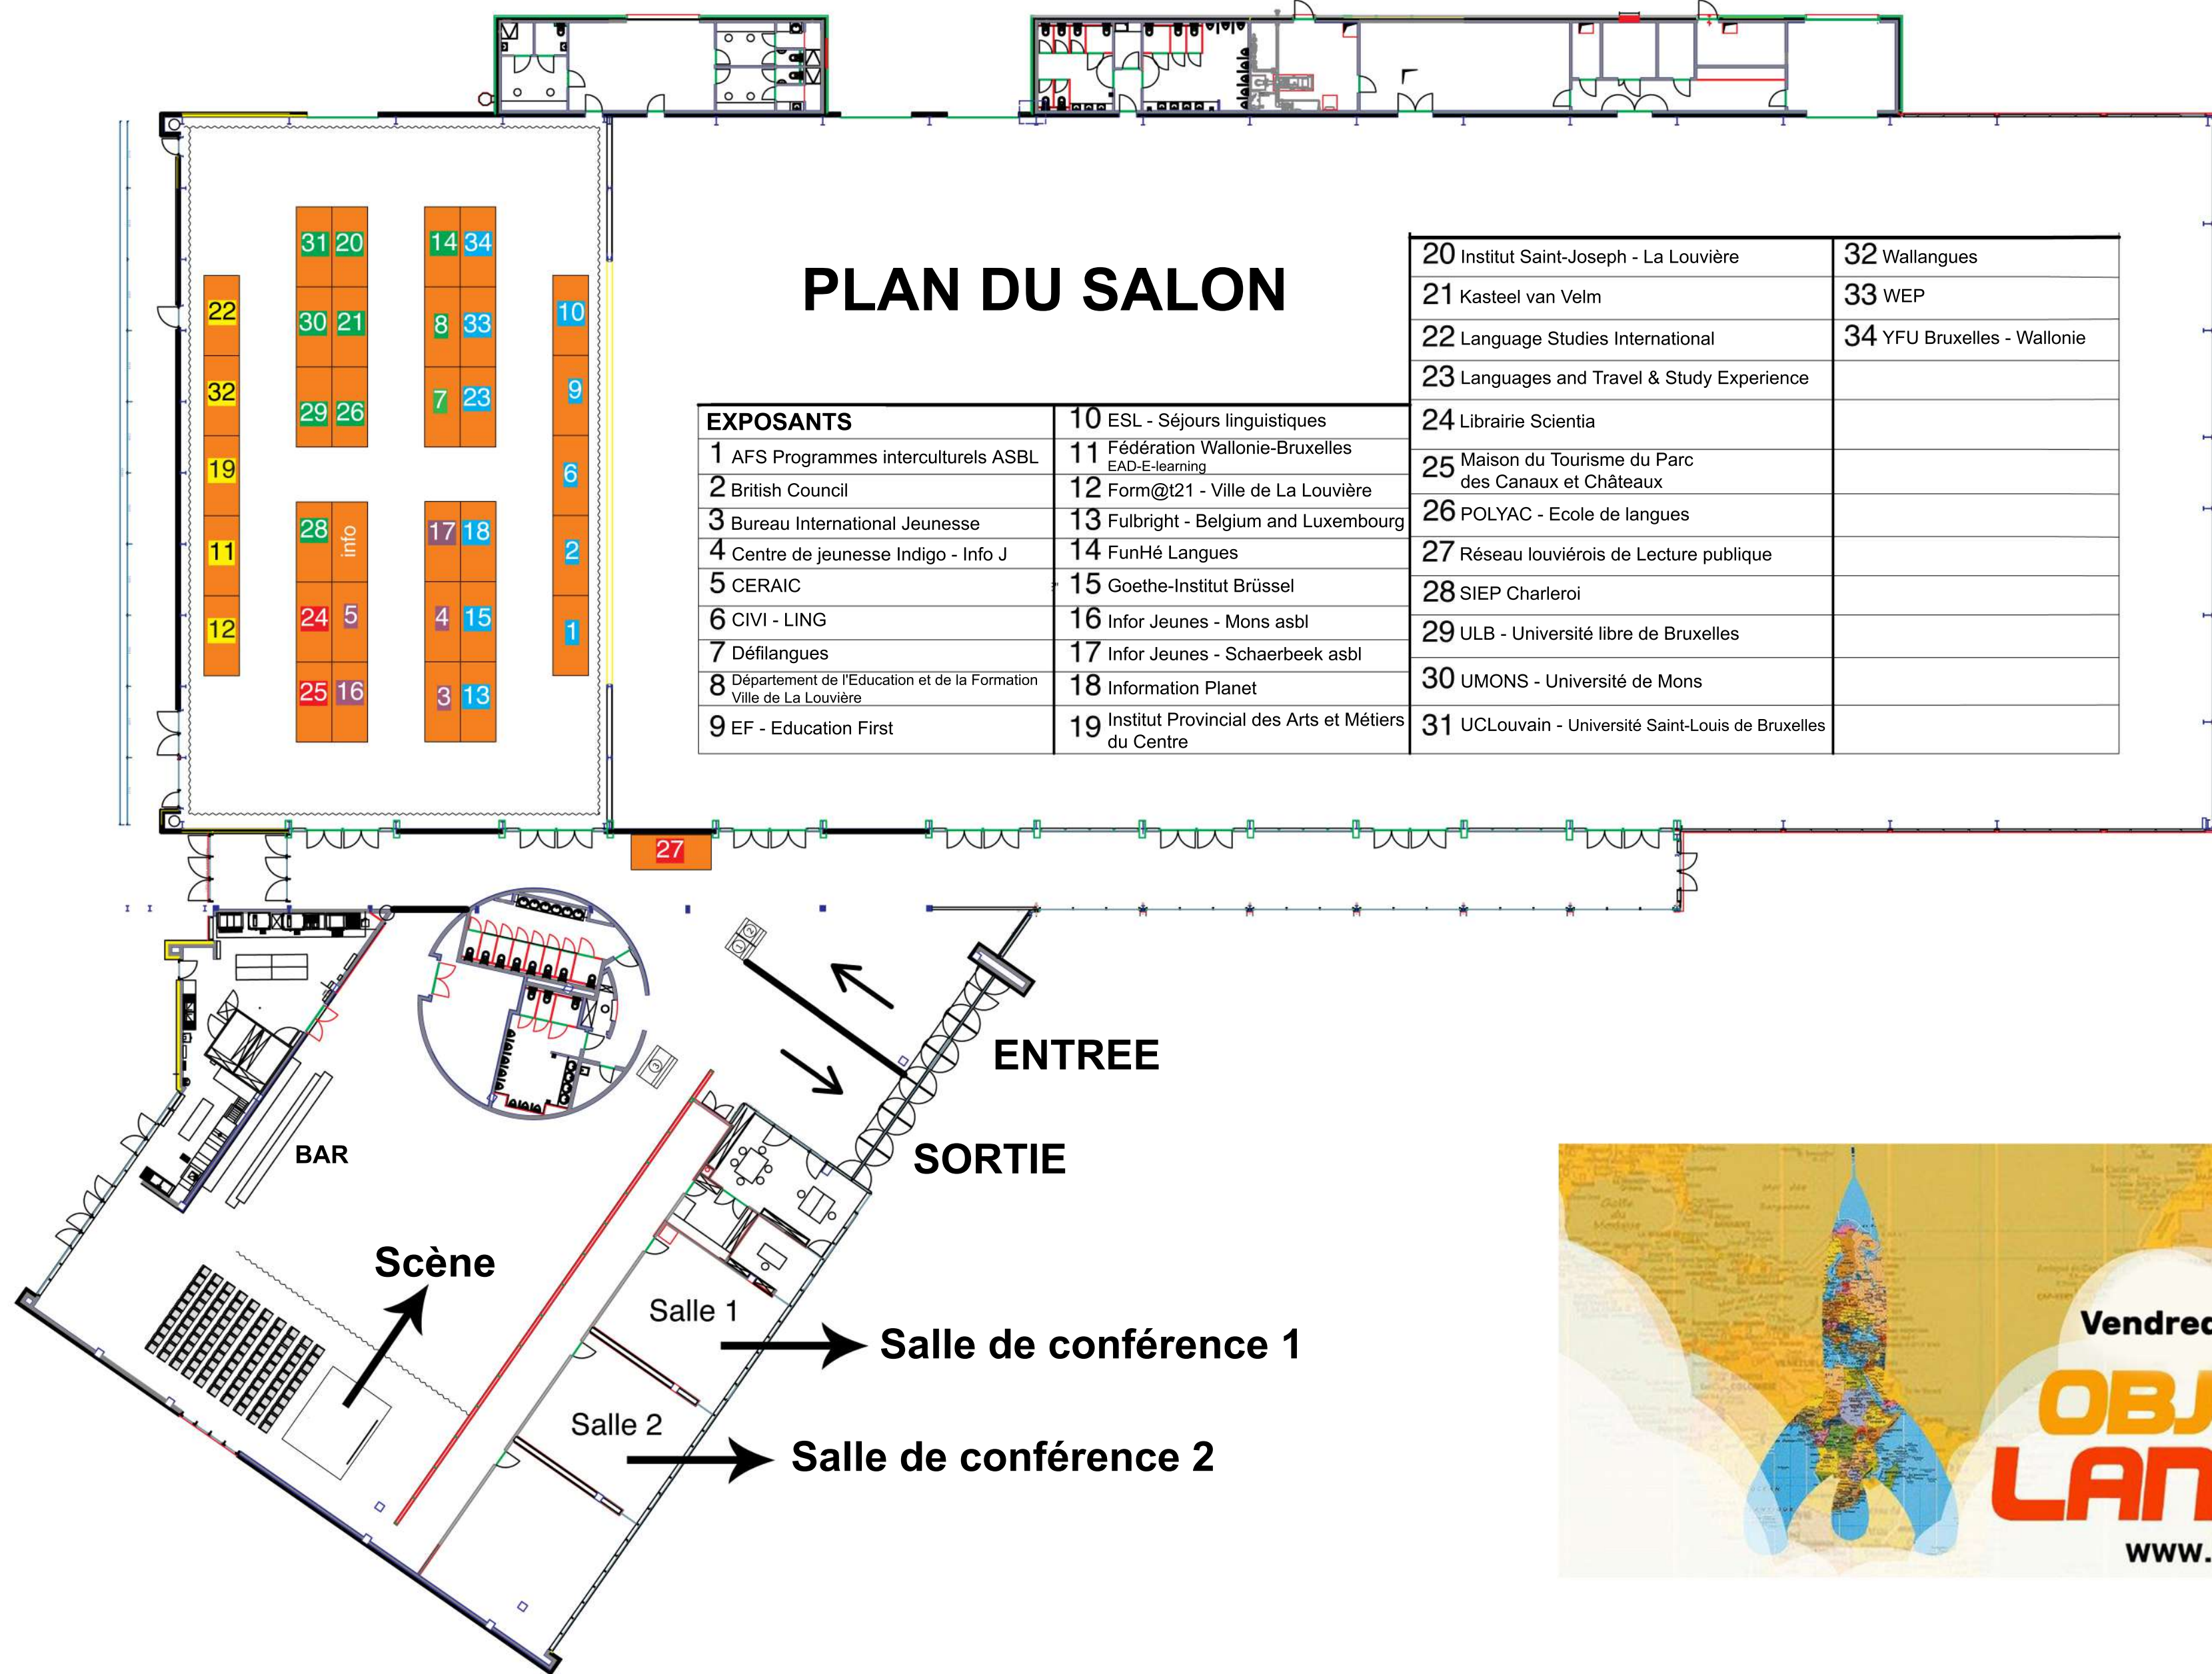 31 20 14 34
22 30 21 8 33 10
32 29 26 7 23 9
19 6
28 info 17 18
11 2
24 5 4 15
12 1
25 16 3 13
27
PLAN DU SALON
EXPOSANTS
1 AFS Programmes interculturels ASBL
2 British Council
3 Bureau International Jeunesse
4 Centre de jeunesse Indigo - Info J
5 CERAIC
6 CIVI - LING
7 Défilangues
8 Département de l'Education et de la Formation
Ville de La Louvière
9 EF - Education First
10 ESL - Séjours linguistiques
11 Fédération Wallonie-Bruxelles
EAD-E-learning
12 Form@t21 - Ville de La Louvière
13 Fulbright - Belgium and Luxembourg
14 FunHé Langues
15 Goethe-Institut Brüssel
16 Infor Jeunes - Mons asbl
17 Infor Jeunes - Schaerbeek asbl
18 Information Planet
19 Institut Provincial des Arts et Métiers
du Centre
20 Institut Saint-Joseph - La Louvière
21 Kasteel van Velm
22 Language Studies International
23 Languages and Travel & Study Experience
24 Librairie Scientia
25 Maison du Tourisme du Parc
des Canaux et Châteaux
26 POLYAC - Ecole de langues
27 Réseau louviérois de Lecture publique
28 SIEP Charleroi
29 ULB - Université libre de Bruxelles
30 UMONS - Université de Mons
31 UCLouvain - Université Saint-Louis de Bruxelles
32 Wallangues
33 WEP
34 YFU Bruxelles - Wallonie
1 2
3
ENTREE
SORTIE
BAR
Scène
Salle 1
Salle de conférence 1
Salle 2
Salle de conférence 2
Vendred
OBJ
LAN
www.